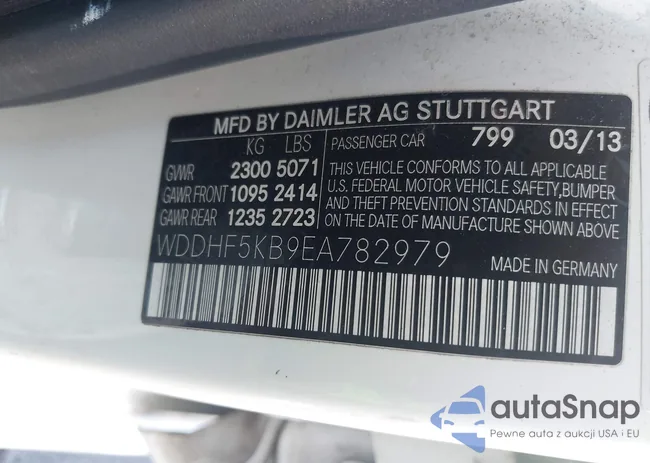 MFD BY DAIMLER AG STUTTGART
KG LBS PASSENGER CAR 799 03/13
GVWR 2300 5071 THIS VEHICLE CONFORMS TO ALL APPLICABLE
GAWR FRONT 1095 2414 U.S. FEDERAL MOTOR VEHICLE SAFETY,BUMPER
GAWR REAR 1235 2723 AND THEFT PREVENTION STANDARDS IN EFFECT
ON THE DATE OF MANUFACTURE SHOWN ABOVE
WDDHF5KB9EA782979 MADE IN GERMANY
autaSnap
Pewne auta z aukcji USA i EU